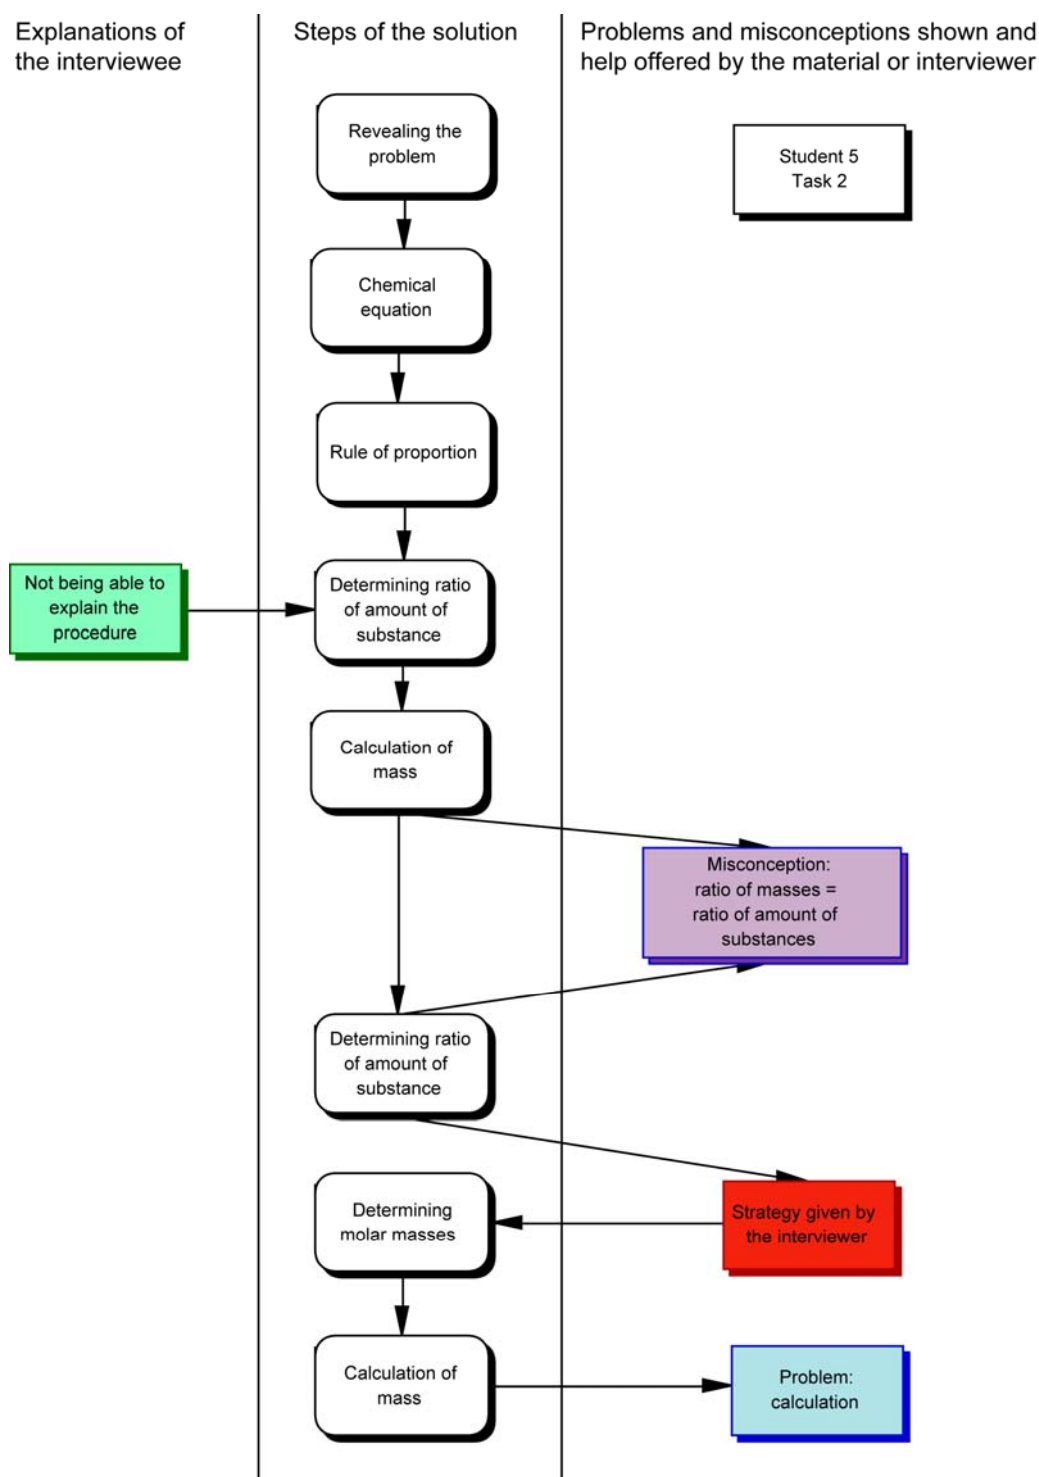 Explanations of
the interviewee
Steps of the solution
Problems and misconceptions shown and
help offered by the material or interviewer
Revealing the
problem
Student 5
Task 2
Chemical
equation
Rule of proportion
Not being able to
explain the
procedure
Determining ratio
of amount of
substance
Calculation of
mass
Misconception:
ratio of masses =
ratio of amount of
substances
Determining ratio
of amount of
substance
Determining
molar masses
Strategy given by
the interviewer
Calculation of
mass
Problem:
calculation